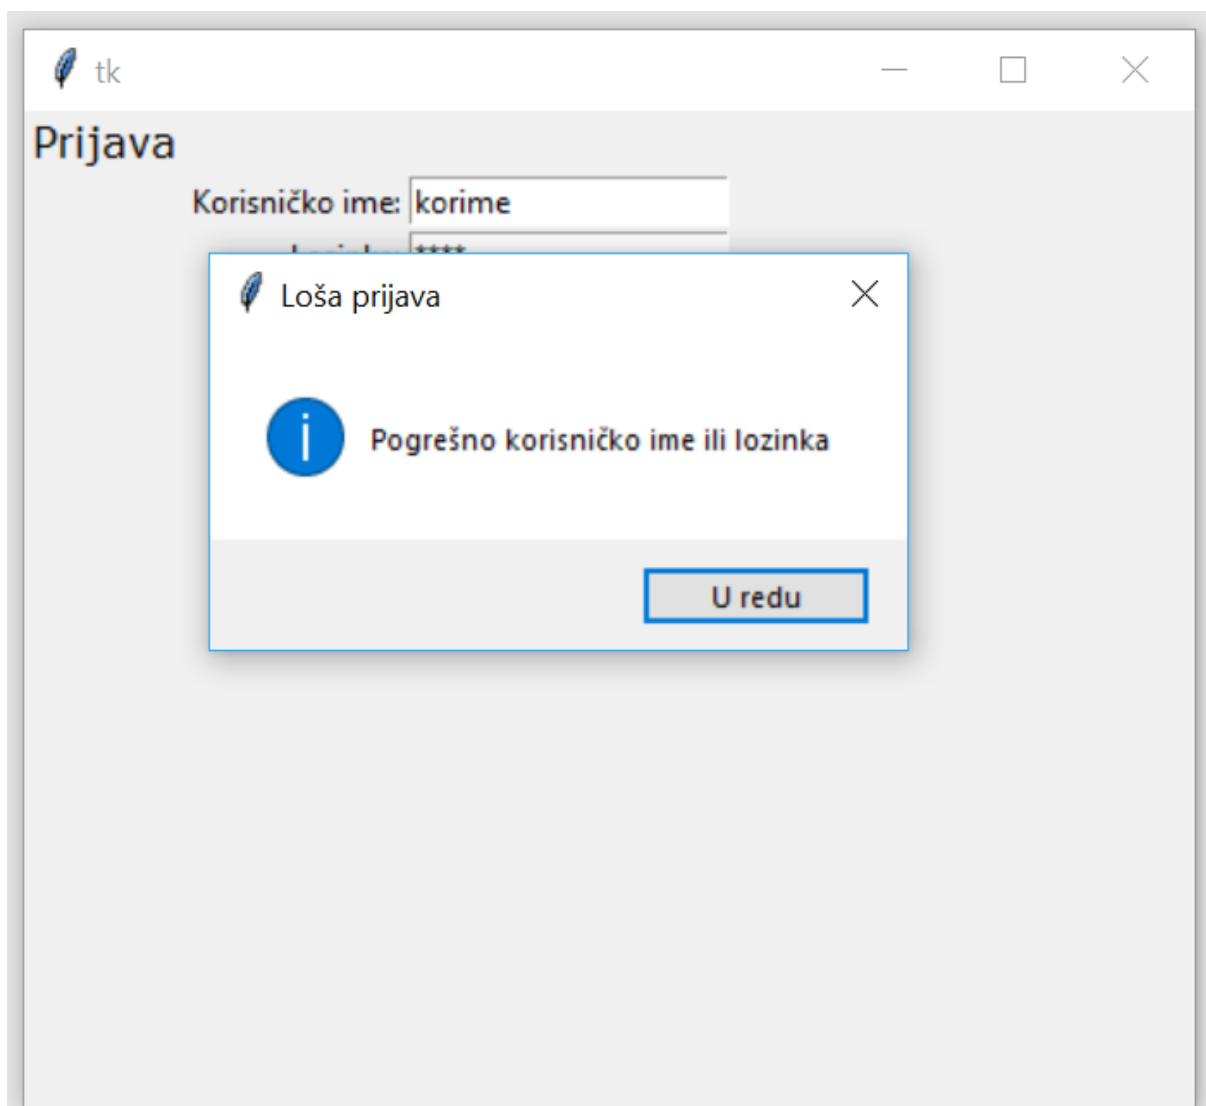 tk
Prijava
Korisničko ime: korime
****
Loša prijava
Pogrešno korisničko ime ili lozinka
U redu